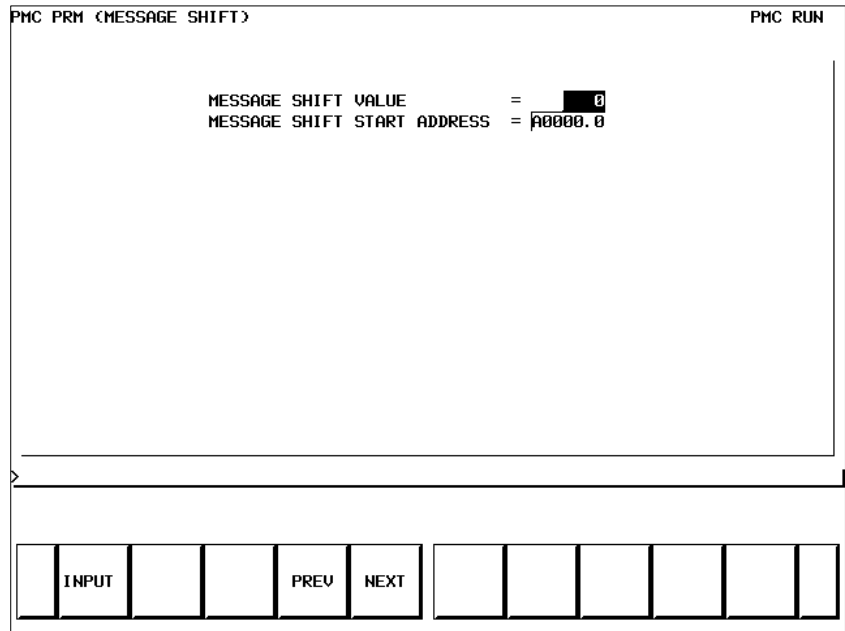 PMC PRM (MESSAGE SHIFT) PMC RUN
MESSAGE SHIFT VALUE = 0
MESSAGE SHIFT START ADDRESS = A0000.0
>
INPUT PREV NEXT